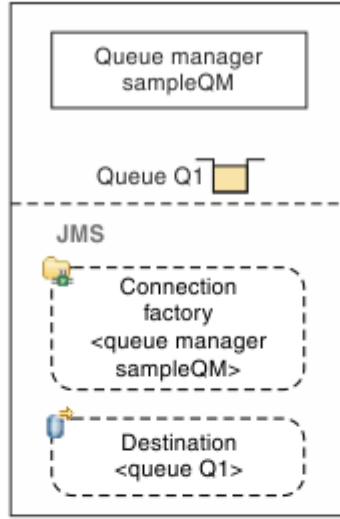 Queue manager
sampleQM
Queue Q1
JMS
Connection
factory
<queue manager
sampleQM>
Destination
<queue Q1>